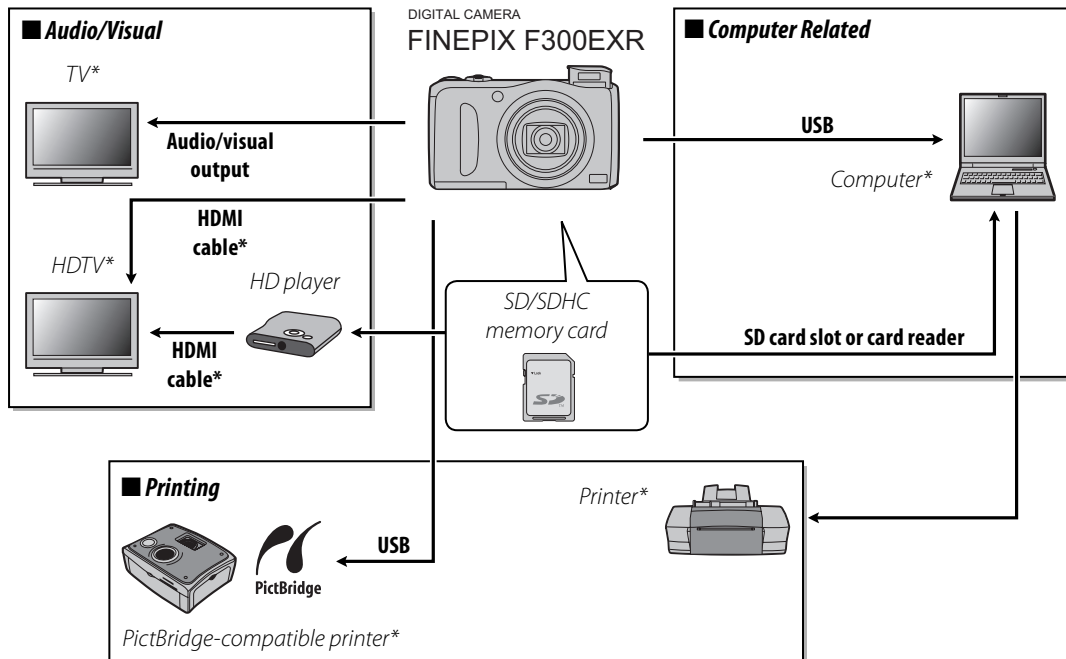 DIGITAL CAMERA
FINEPIX F300EXR
■ Audio/Visual
TV*
Audio/visual
output
HDMI
cable*
HDTV*
HD player
HDMI
cable*
■ Computer Related
USB
Computer*
SD/SDHC
memory card
SD
SD card slot or card reader
■ Printing
Printer*
USB
PictBridge
PictBridge-compatible printer*